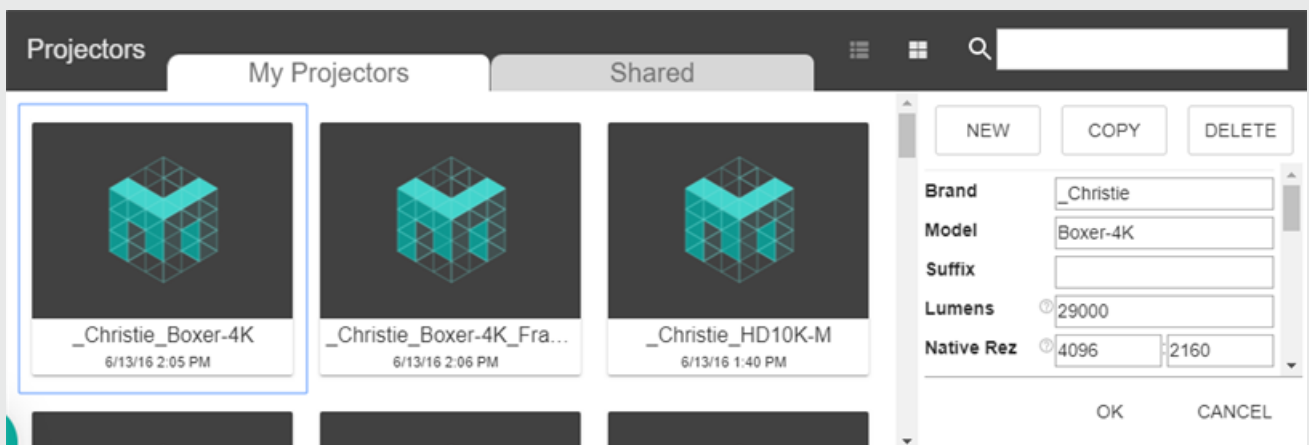 Projectors
My Projectors
Shared
_Christie_Boxer-4K
6/13/16 2:05 PM
_Christie_Boxer-4K_Fra...
6/13/16 2:06 PM
_Christie_HD10K-M
6/13/16 1:40 PM
NEW COPY DELETE
Brand _Christie
Model Boxer-4K
Suffix
Lumens ? 29000
Native Rez ? 4096 : 2160
OK CANCEL